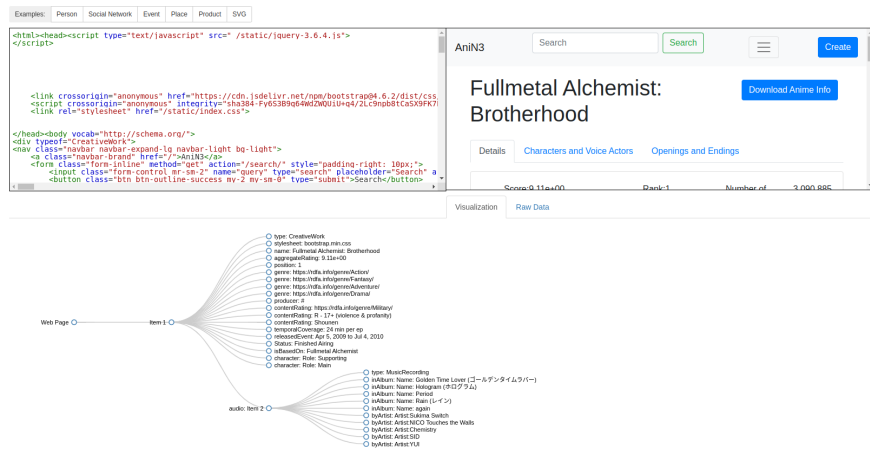 Examples: Person Social Network Event Place Product SVG
<html><head><script type="text/javascript" src=" /static/jquery-3.6.4.js">
</script>
<link crossorigin="anonymous" href="https://cdn.jsdelivr.net/npm/bootstrap@4.6.2/dist/css
<script crossorigin="anonymous" integrity="sha384-Fy6S3B9q64WdZWQUiU+q4/2Lc9npb8tCaSX9FK7
<link rel="stylesheet" href="/static/index.css">
</head><body vocab="http://schema.org/">
<div typeof="CreativeWork">
<nav class="navbar navbar-expand-lg navbar-light bg-light">
<a class="navbar-brand" href="/">AniN3</a>
<form class="form-inline" method="get" action="/search/" style="padding-right: 10px;">
<input class="form-control mr-sm-2" name="query" type="search" placeholder="Search" a
<button class="btn btn-outline-success my-2 my-sm-0" type="submit">Search</button>
AniN3 Search Search Create
Fullmetal Alchemist: Brotherhood
Download Anime Info
Details Characters and Voice Actors Openings and Endings
Score:9.11e+00 Rank:1 Number of 3,090,885
Visualization Raw Data
Web Page
Item 1
type: CreativeWork
stylesheet: bootstrap.min.css
name: Fullmetal Alchemist: Brotherhood
aggregateRating: 9.11e+00
position: 1
genre: https://rdfa.info/genre/Action/
genre: https://rdfa.info/genre/Fantasy/
genre: https://rdfa.info/genre/Adventure/
genre: https://rdfa.info/genre/Drama/
producer: #
contentRating: https://rdfa.info/genre/Military/
contentRating: R - 17+ (violence & profanity)
contentRating: Shounen
temporalCoverage: 24 min per ep
releasedEvent: Apr 5, 2009 to Jul 4, 2010
Status: Finished Airing
isBasedOn: Fullmetal Alchemist
character: Role: Supporting
character: Role: Main
audio: Item 2
type: MusicRecording
inAlbum: Name: Golden Time Lover (ゴールデンタイムラバー)
inAlbum: Name: Hologram (ホログラム)
inAlbum: Name: Period
inAlbum: Name: Rain (レイン)
inAlbum: Name: again
byArtist: Artist:Sukima Switch
byArtist: Artist:NICO Touches the Walls
byArtist: Artist:Chemistry
byArtist: Artist:SID
byArtist: Artist:YUI